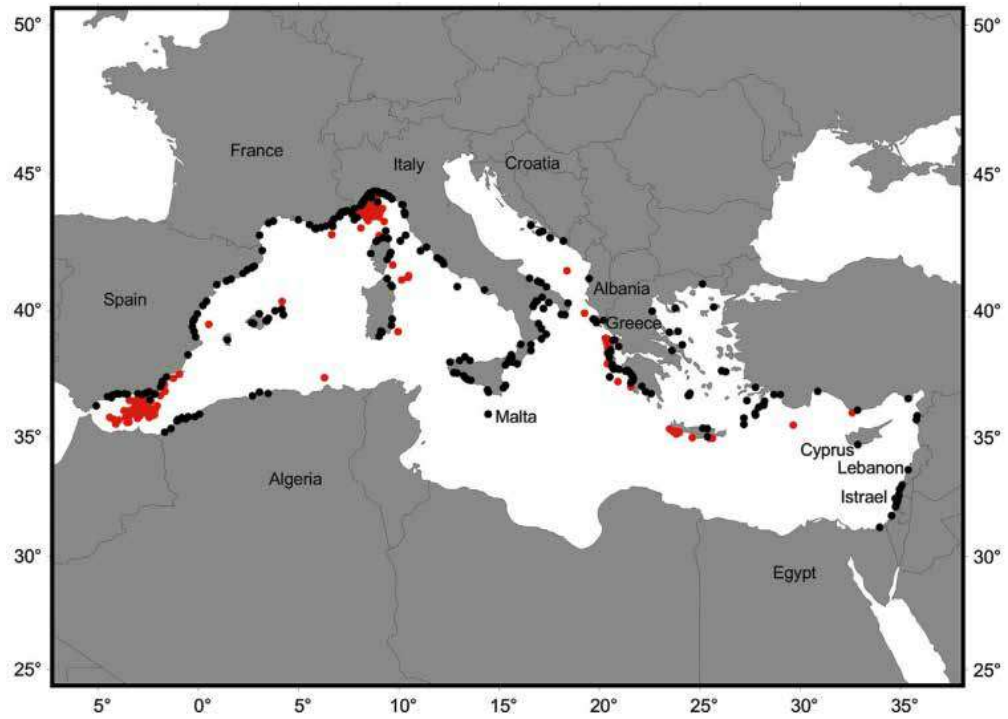 50° 50°
45° 45°
40° 40°
35° 35°
30° 30°
25° 25°
France
Italy
Croatia
Spain
Albania
Greece
Malta
Cyprus
Lebanon
Istrael
Algeria
Egypt
5° 0° 5° 10° 15° 20° 25° 30° 35°